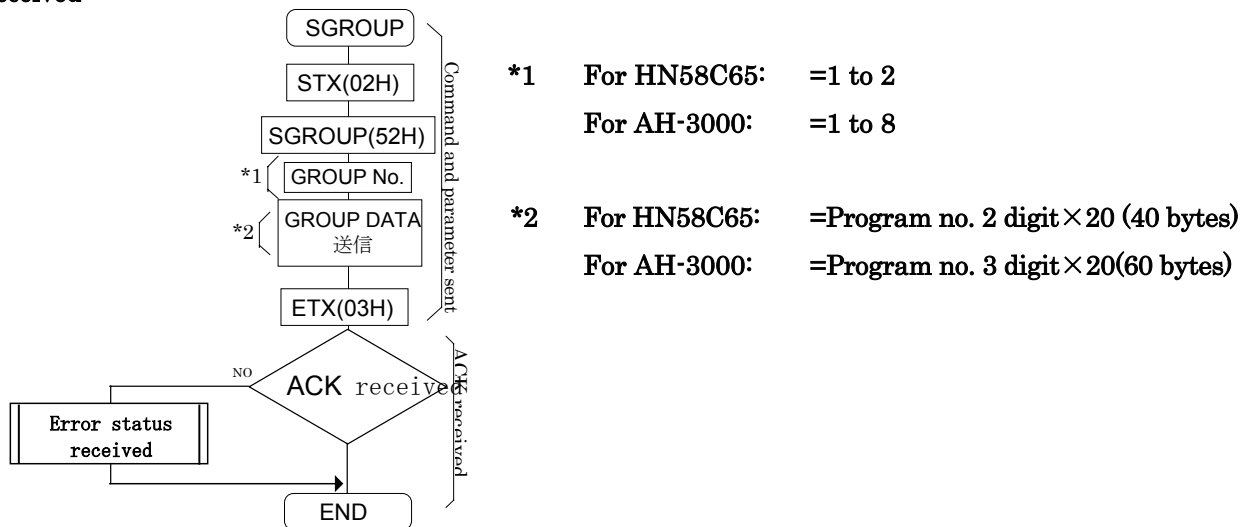 SGROUP
STX(02H)
SGROUP(52H)
*1 GROUP No.
*2 GROUP DATA
送信
ETX(03H)
Command and parameter sent
NO
ACK received
ACK received
Error status
received
END
*1 For HN58C65: =1 to 2
For AH-3000: =1 to 8
*2 For HN58C65: =Program no. 2 digit×20 (40 bytes)
For AH-3000: =Program no. 3 digit×20(60 bytes)